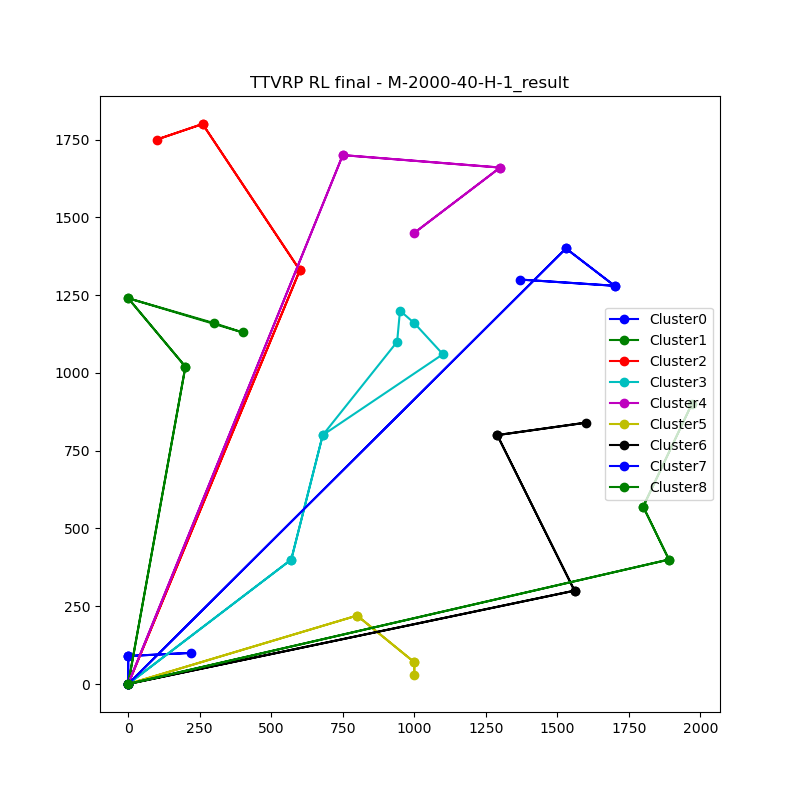 TTVRP RL final - M-2000-40-H-1_result
1750
1500
1250
1000
750
500
250
0
Cluster0
Cluster1
Cluster2
Cluster3
Cluster4
Cluster5
Cluster6
Cluster7
Cluster8
0 250 500 750 1000 1250 1500 1750 2000